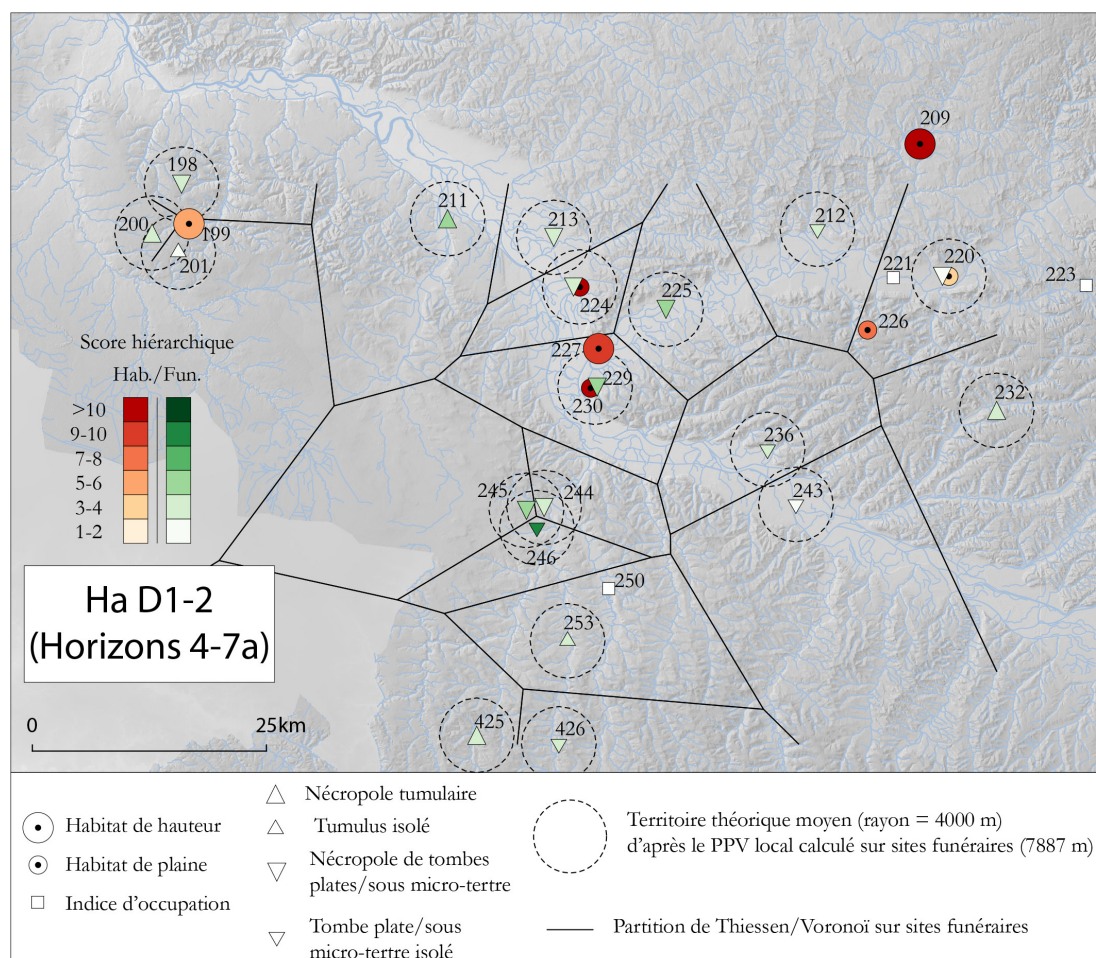 209
198
211
213
212
200
199
201
221
220
223
224
225
226
227
229
230
232
236
243
245
244
246
250
253
425
426
Score hiérarchique
Hab./Fun.
>10
9-10
7-8
5-6
3-4
1-2
Ha D1-2
(Horizons 4-7a)
0
25km
Habitat de hauteur
Habitat de plaine
Indice d'occupation
Nécropole tumulaire
Tumulus isolé
Nécropole de tombes
plates/sous micro-tertre
Tombe plate/sous
micro-tertre isolé
Territoire théorique moyen (rayon = 4000 m)
d'après le PPV local calculé sur sites funéraires (7887 m)
Partition de Thiessen/Voronoï sur sites funéraires